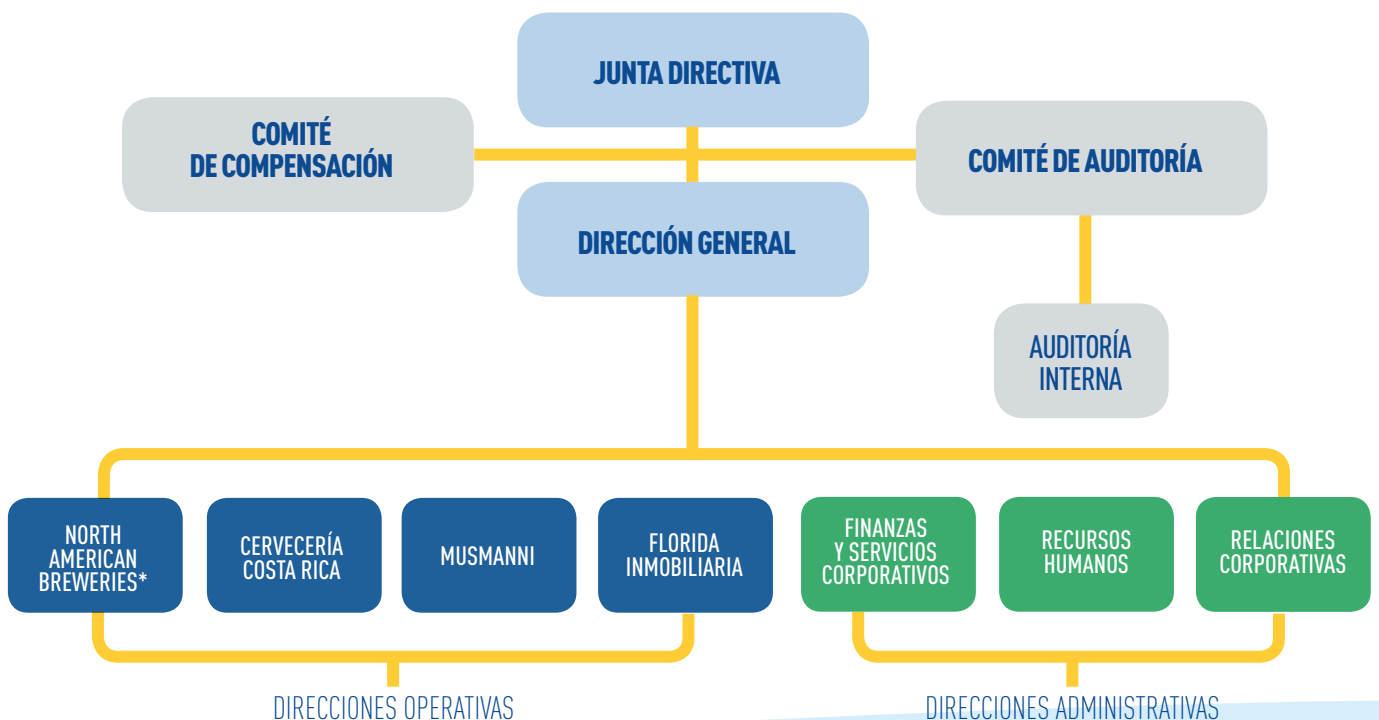 JUNTA DIRECTIVA
COMITÉ
DE COMPENSACIÓN
COMITÉ DE AUDITORÍA
DIRECCIÓN GENERAL
AUDITORÍA
INTERNA
NORTH
AMERICAN
BREWERIES*
CERVECERÍA
COSTA RICA
MUSMANNI
FLORIDA
INMOBILIARIA
FINANZAS
Y SERVICIOS
CORPORATIVOS
RECURSOS
HUMANOS
RELACIONES
CORPORATIVAS
DIRECCIONES OPERATIVAS
DIRECCIONES ADMINISTRATIVAS